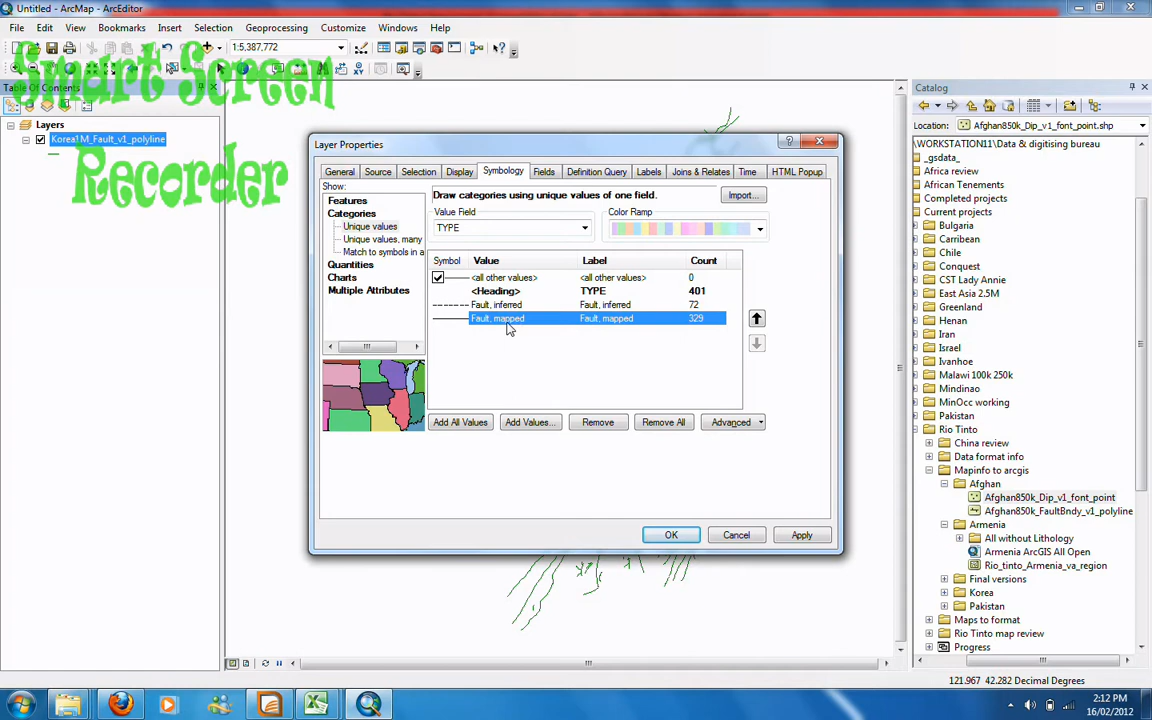 Untitled - ArcMap - ArcEditor
File Edit View Bookmarks Insert Selection Geoprocessing Customize Windows Help
1:5,387,772
Smart Screen
Recorder
Table Of Contents
Layers
Korea1M_Fault_v1_polyline
Layer Properties
General Source Selection Display Symbology Fields Definition Query Labels Joins & Relates Time HTML Popup
Show:
Features
Categories
Unique values
Unique values, many
Match to symbols in a
Quantities
Charts
Multiple Attributes
Draw categories using unique values of one field.
Import...
Value Field
TYPE
Color Ramp
Symbol Value Label Count
<all other values> <all other values> 0
<Heading> TYPE 401
Fault, inferred Fault, inferred 72
Fault, mapped Fault, mapped 329
Add All Values Add Values... Remove Remove All Advanced
OK Cancel Apply
Catalog
Location: Afghan850k_Dip_v1_font_point.shp
\WORKSTATION11\Data & digitising bureau
_gsdata_
Africa review
African Tenements
Completed projects
Current projects
Bulgaria
Carribean
Chile
Conquest
CST Lady Annie
East Asia 2.5M
Greenland
Henan
Iran
Israel
Ivanhoe
Malawi 100k 250k
Mindinao
MinOcc working
Pakistan
Rio Tinto
China review
Data format info
Mapinfo to arcgis
Afghan
Afghan850k_Dip_v1_font_point
Afghan850k_FaultBndy_v1_polyline
Armenia
All without Lithology
Armenia ArcGIS All Open
Rio_tinto_Armenia_va_region
Final versions
Korea
Pakistan
Maps to format
Rio Tinto map review
Progress
121.967 42.282 Decimal Degrees
2:12 PM
16/02/2012